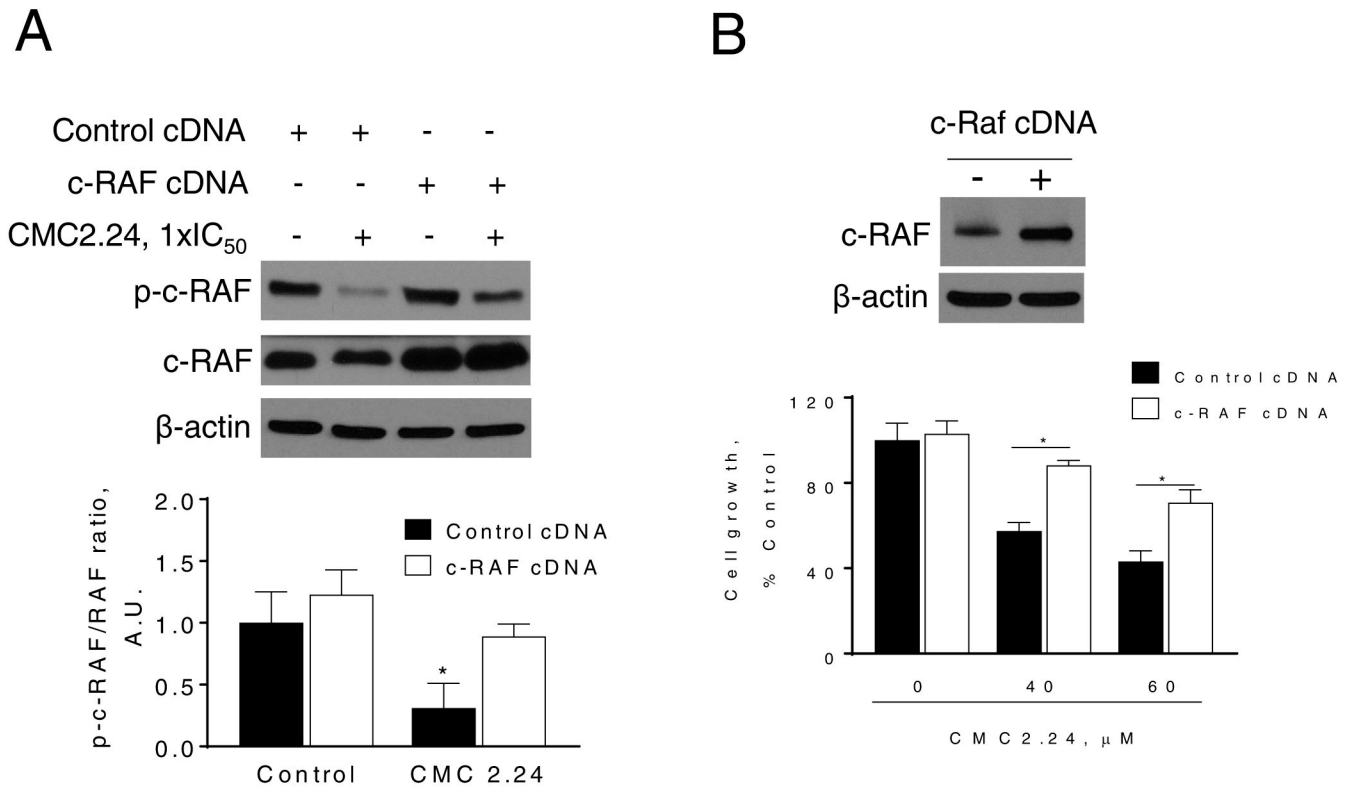 A
Control cDNA + + - -
c-RAF cDNA - - + +
CMC2.24, 1xIC50 - + - +
p-c-RAF
c-RAF
β-actin
p-c-RAF/RAF ratio,
A.U.
2.0
1.5
1.0
0.5
0.0
Control cDNA
c-RAF cDNA
*
Control CMC 2.24
B
c-Raf cDNA
- +
c-RAF
β-actin
Control cDNA
c-RAF cDNA
Cell growth,
% Control
120
80
40
0
*
*
0 40 60
CMC2.24, μM